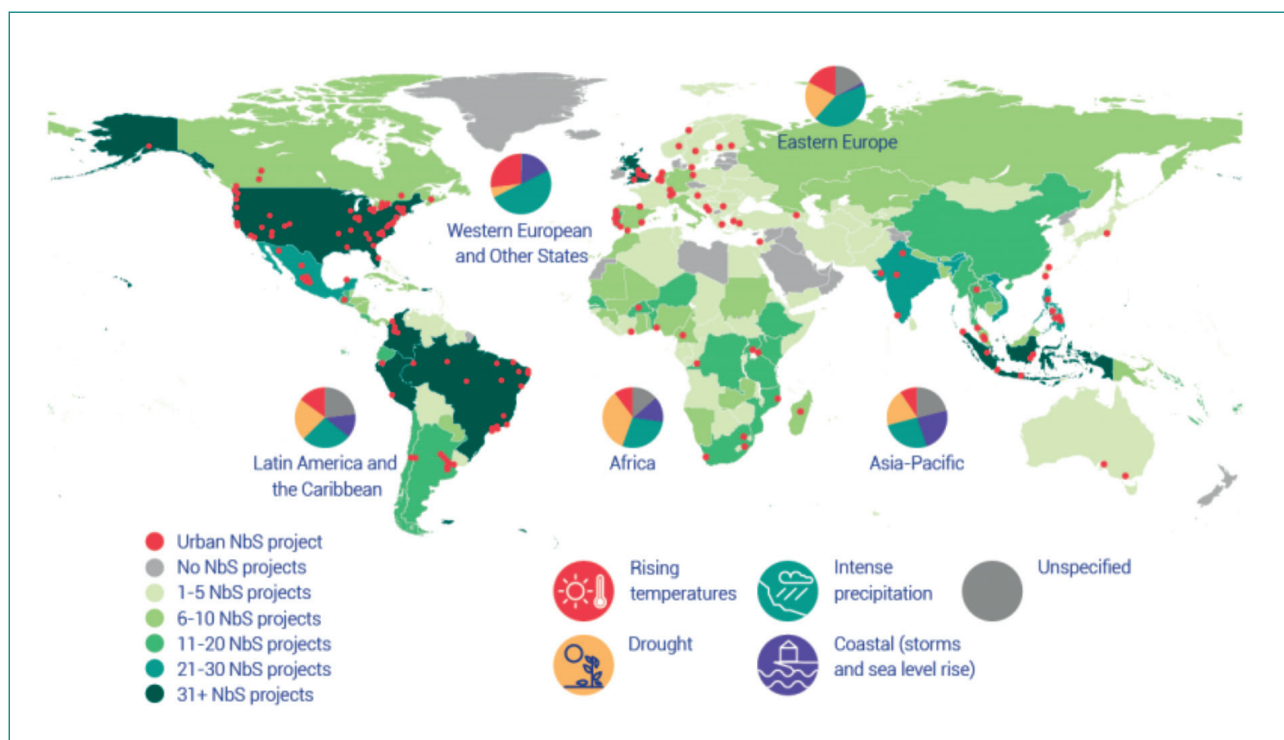 Eastern Europe
Western European
and Other States
Latin America and
the Caribbean
Africa
Asia-Pacific
Urban NbS project
No NbS projects
1-5 NbS projects
6-10 NbS projects
11-20 NbS projects
21-30 NbS projects
31+ NbS projects
Rising
temperatures
Intense
precipitation
Unspecified
Drought
Coastal (storms
and sea level rise)